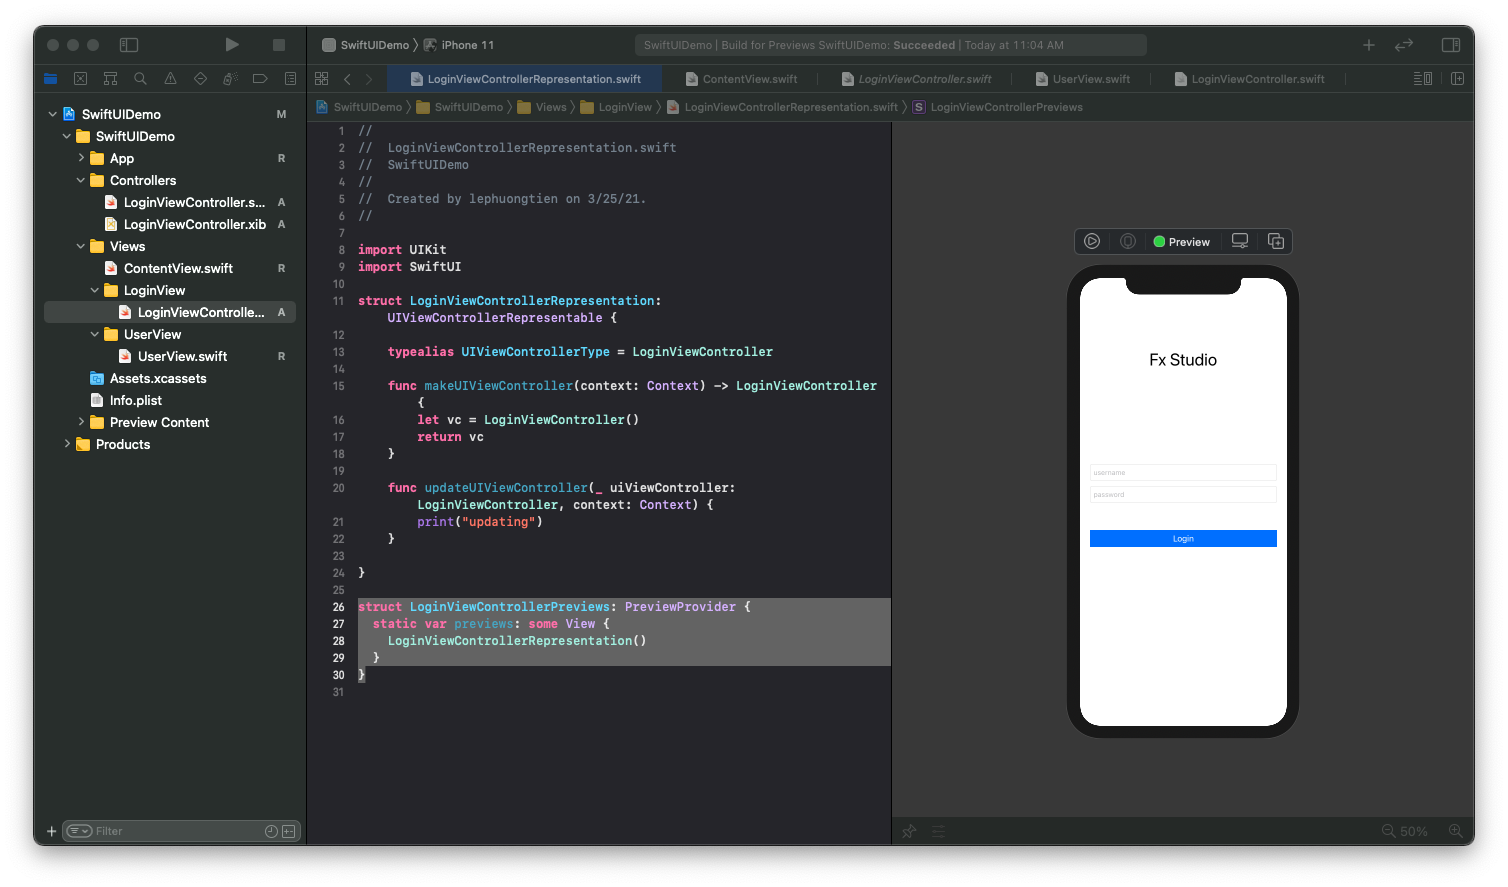 SwiftUIDemo
iPhone 11
SwiftUIDemo | Build for Previews SwiftUIDemo: Succeeded | Today at 11:04 AM
LoginViewControllerRepresentation.swift
ContentView.swift
LoginViewController.swift
UserView.swift
LoginViewController.swift
SwiftUIDemo
SwiftUIDemo
Views
LoginView
LoginViewControllerRepresentation.swift
S
LoginViewControllerPreviews
SwiftUIDemo M
SwiftUIDemo
App R
Controllers
LoginViewController.s... A
LoginViewController.xib A
Views
ContentView.swift R
LoginView
LoginViewControlle... A
UserView
UserView.swift R
Assets.xcassets
Info.plist
Preview Content
Products
Filter
1 //
2 //  LoginViewControllerRepresentation.swift
3 //  SwiftUIDemo
4 //
5 //  Created by lephuongtien on 3/25/21.
6 //
7
8 import UIKit
9 import SwiftUI
10
11 struct LoginViewControllerRepresentation:
UIViewControllerRepresentable {
12
13 typealias UIViewControllerType = LoginViewController
14
15 func makeUIViewController(context: Context) -> LoginViewController
{
16 let vc = LoginViewController()
17 return vc
18 }
19
20 func updateUIViewController(_ uiViewController:
LoginViewController, context: Context) {
21 print("updating")
22 }
23
24 }
25
26 struct LoginViewControllerPreviews: PreviewProvider {
27 static var previews: some View {
28 LoginViewControllerRepresentation()
29 }
30 }
31
Preview
Fx Studio
username
password
Login
50%